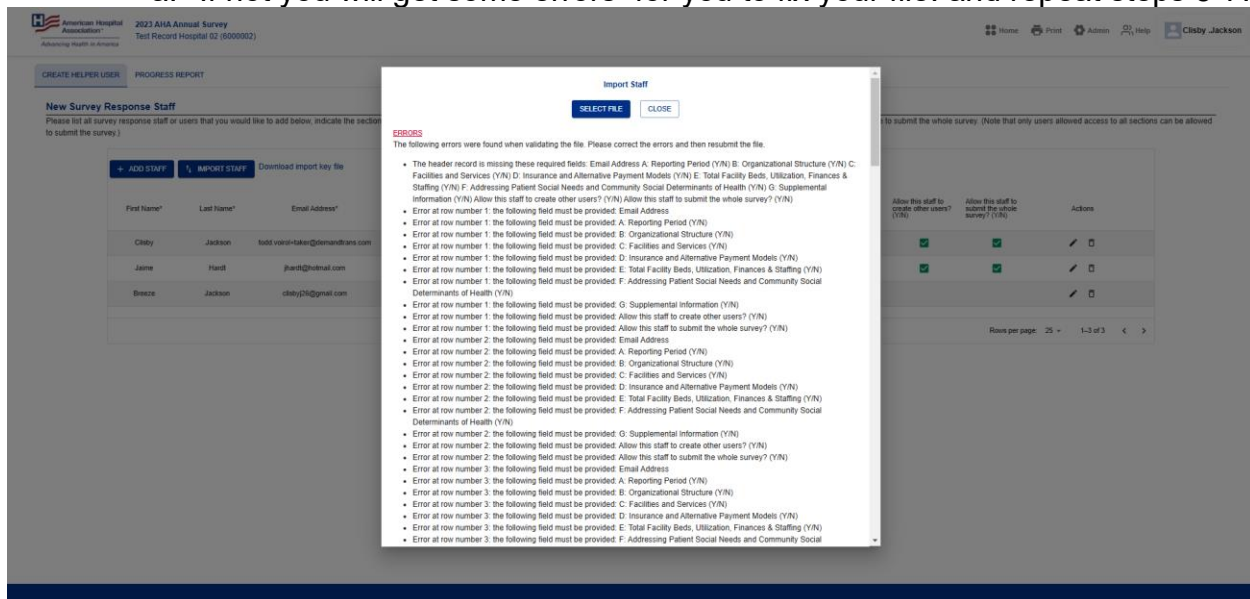 American Hospital
Association
Advancing Health in America
2023 AHA Annual Survey
Test Record Hospital 02 (6000002)
Home Print Admin Help Clisby .Jackson
CREATE HELPER USER PROGRESS REPORT
New Survey Response Staff
Please list all survey response staff or users that you would like to add below, indicate the section
to submit the whole survey. (Note that only users allowed access to all sections can be allowed
to submit the survey.)
+ ADD STAFF IMPORT STAFF Download import key file
First Name* Last Name* Email Address*
Allow this staff to
create other users?
(Y/N)
Allow this staff to
submit the whole
survey? (Y/N)
Actions
Clisby Jackson
Jaime Hardt jhardt@hotmail.com
Breeze Jackson clisbyj26@gmail.com
Rows per page: 25 1–3 of 3
Import Staff
SELECT FILE CLOSE
ERRORS
The following errors were found when validating the file. Please correct the errors and then resubmit the file.
• The header record is missing these required fields: Email Address A: Reporting Period (Y/N) B: Organizational Structure (Y/N) C:
Facilities and Services (Y/N) D: Insurance and Alternative Payment Models (Y/N) E: Total Facility Beds, Utilization, Finances &
Staffing (Y/N) F: Addressing Patient Social Needs and Community Social Determinants of Health (Y/N) G: Supplemental
Information (Y/N) Allow this staff to create other users? (Y/N) Allow this staff to submit the whole survey? (Y/N)
• Error at row number 1: the following field must be provided: Email Address
• Error at row number 1: the following field must be provided: A: Reporting Period (Y/N)
• Error at row number 1: the following field must be provided: B: Organizational Structure (Y/N)
• Error at row number 1: the following field must be provided: C: Facilities and Services (Y/N)
• Error at row number 1: the following field must be provided: D: Insurance and Alternative Payment Models (Y/N)
• Error at row number 1: the following field must be provided: E: Total Facility Beds, Utilization, Finances & Staffing (Y/N)
• Error at row number 1: the following field must be provided: F: Addressing Patient Social Needs and Community Social
Determinants of Health (Y/N)
• Error at row number 1: the following field must be provided: G: Supplemental Information (Y/N)
• Error at row number 1: the following field must be provided: Allow this staff to create other users? (Y/N)
• Error at row number 1: the following field must be provided: Allow this staff to submit the whole survey? (Y/N)
• Error at row number 2: the following field must be provided: Email Address
• Error at row number 2: the following field must be provided: A: Reporting Period (Y/N)
• Error at row number 2: the following field must be provided: B: Organizational Structure (Y/N)
• Error at row number 2: the following field must be provided: C: Facilities and Services (Y/N)
• Error at row number 2: the following field must be provided: D: Insurance and Alternative Payment Models (Y/N)
• Error at row number 2: the following field must be provided: E: Total Facility Beds, Utilization, Finances & Staffing (Y/N)
• Error at row number 2: the following field must be provided: F: Addressing Patient Social Needs and Community Social
Determinants of Health (Y/N)
• Error at row number 2: the following field must be provided: G: Supplemental Information (Y/N)
• Error at row number 2: the following field must be provided: Allow this staff to create other users? (Y/N)
• Error at row number 2: the following field must be provided: Allow this staff to submit the whole survey? (Y/N)
• Error at row number 3: the following field must be provided: Email Address
• Error at row number 3: the following field must be provided: A: Reporting Period (Y/N)
• Error at row number 3: the following field must be provided: B: Organizational Structure (Y/N)
• Error at row number 3: the following field must be provided: C: Facilities and Services (Y/N)
• Error at row number 3: the following field must be provided: D: Insurance and Alternative Payment Models (Y/N)
• Error at row number 3: the following field must be provided: E: Total Facility Beds, Utilization, Finances & Staffing (Y/N)
• Error at row number 3: the following field must be provided: F: Addressing Patient Social Needs and Community Social